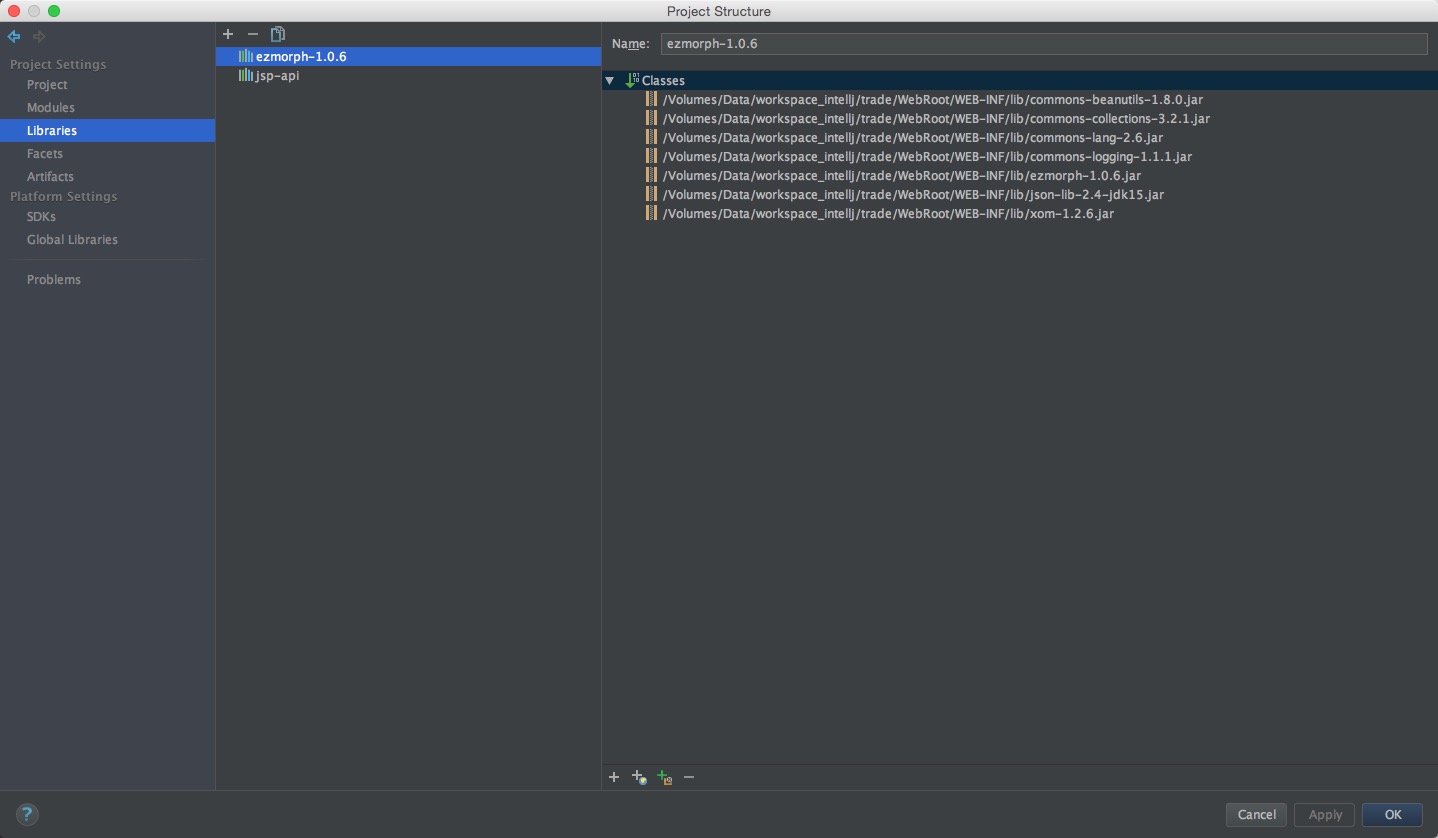 Project Structure
Project Settings
Project
Modules
Libraries
Facets
Artifacts
Platform Settings
SDKs
Global Libraries
Problems
ezmorph-1.0.6
jsp-api
Name: ezmorph-1.0.6
Classes
/Volumes/Data/workspace_intellj/trade/WebRoot/WEB-INF/lib/commons-beanutils-1.8.0.jar
/Volumes/Data/workspace_intellj/trade/WebRoot/WEB-INF/lib/commons-collections-3.2.1.jar
/Volumes/Data/workspace_intellj/trade/WebRoot/WEB-INF/lib/commons-lang-2.6.jar
/Volumes/Data/workspace_intellj/trade/WebRoot/WEB-INF/lib/commons-logging-1.1.1.jar
/Volumes/Data/workspace_intellj/trade/WebRoot/WEB-INF/lib/ezmorph-1.0.6.jar
/Volumes/Data/workspace_intellj/trade/WebRoot/WEB-INF/lib/json-lib-2.4-jdk15.jar
/Volumes/Data/workspace_intellj/trade/WebRoot/WEB-INF/lib/xom-1.2.6.jar
?
Cancel
Apply
OK